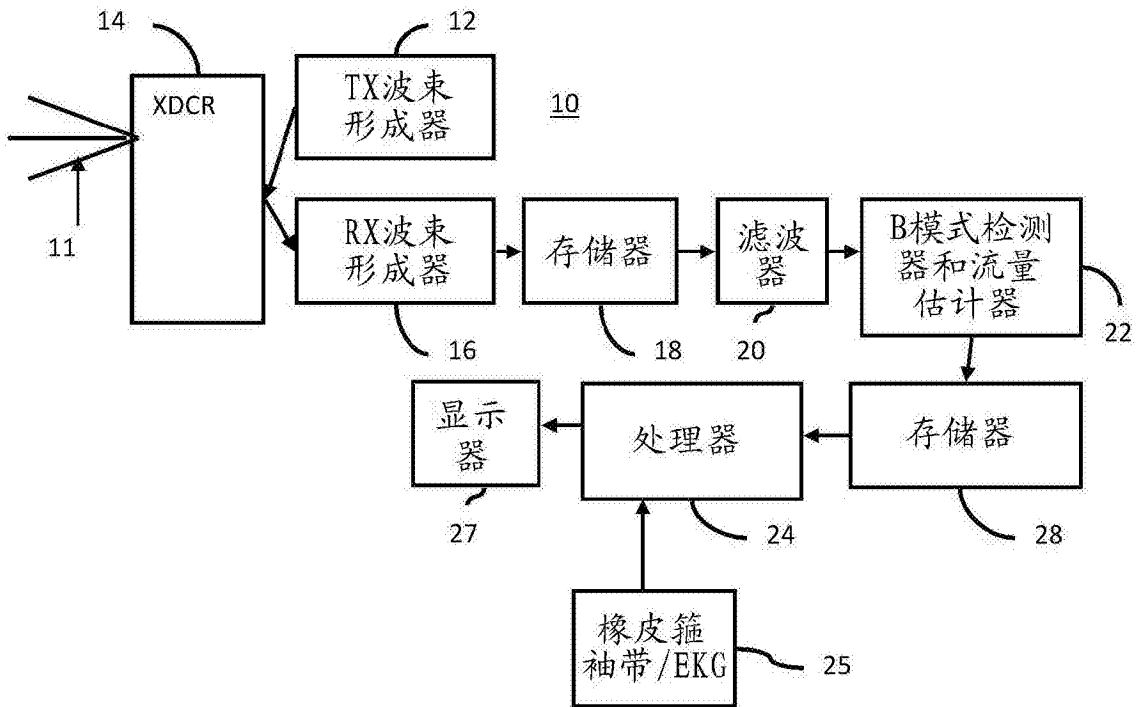 14
12
XDCR
TX波束
形成器
10
11
RX波束
形成器
存储器
滤波
器
B模式检测
器和流量
估计器
16
18
20
22
显示
器
处理器
存储器
27
24
28
橡皮箍
袖带/EKG
25